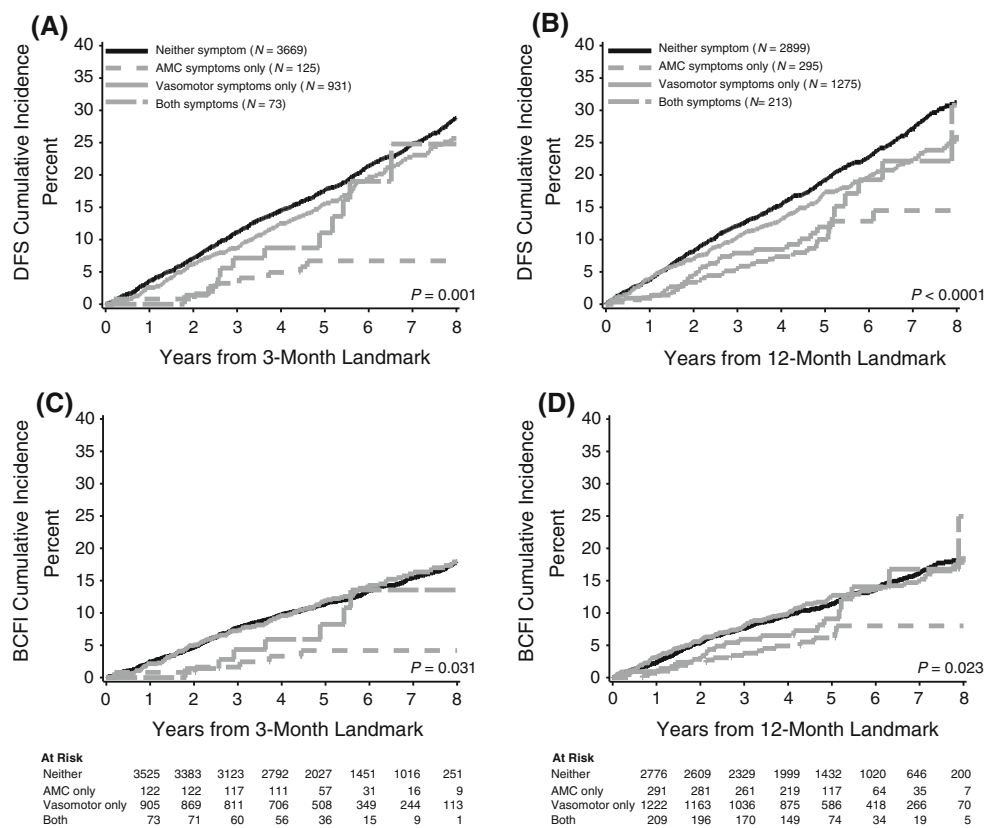 (A)
DFS Cumulative Incidence
Percent
40
35
30
25
20
15
10
5
0
Neither symptom (N = 3669)
AMC symptoms only (N = 125)
Vasomotor symptoms only (N = 931)
Both symptoms (N = 73)
P = 0.001
0 1 2 3 4 5 6 7 8
Years from 3-Month Landmark
(B)
DFS Cumulative Incidence
Percent
40
35
30
25
20
15
10
5
0
Neither symptom (N = 2899)
AMC symptoms only (N = 295)
Vasomotor symptoms only (N = 1275)
Both symptoms (N= 213)
P < 0.0001
0 1 2 3 4 5 6 7 8
Years from 12-Month Landmark
(C)
BCFI Cumulative Incidence
Percent
40
35
30
25
20
15
10
5
0
P = 0.031
0 1 2 3 4 5 6 7 8
Years from 3-Month Landmark
At Risk
Neither 3525 3383 3123 2792 2027 1451 1016 251
AMC only 122 122 117 111 57 31 16 9
Vasomotor only 905 869 811 706 508 349 244 113
Both 73 71 60 56 36 15 9 1
(D)
BCFI Cumulative Incidence
Percent
40
35
30
25
20
15
10
5
0
P = 0.023
0 1 2 3 4 5 6 7 8
Years from 12-Month Landmark
At Risk
Neither 2776 2609 2329 1999 1432 1020 646 200
AMC only 291 281 261 219 117 64 35 7
Vasomotor only 1222 1163 1036 875 586 418 266 70
Both 209 196 170 149 74 34 19 5